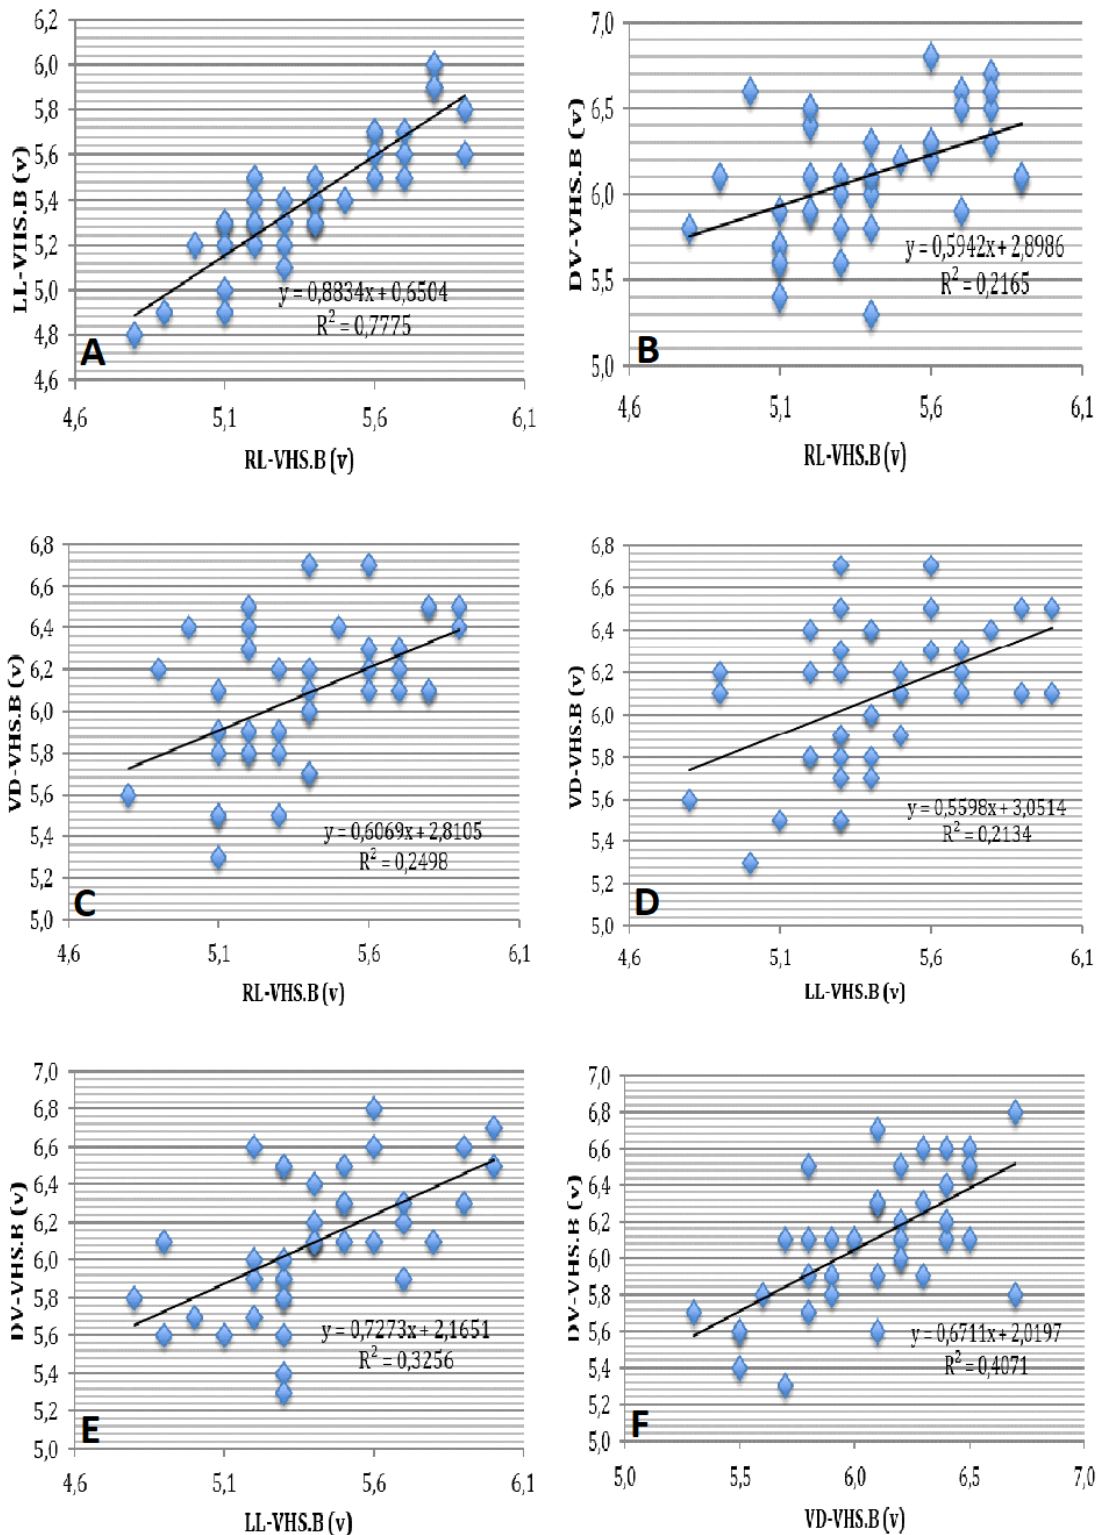 6,2
6,0
5,8
5,6
5,4
5,2
5,0
4,8
4,6
LL-VHS.B (v)
y = 0,8834x + 0,6504
R² = 0,7775
A
4,6 5,1 5,6 6,1
RL-VHS.B (v)
7,0
6,5
6,0
5,5
5,0
DV-VHS.B (v)
y = 0,5942x + 2,8986
R² = 0,2165
B
4,6 5,1 5,6 6,1
RL-VHS.B (v)
6,8
6,6
6,4
6,2
6,0
5,8
5,6
5,4
5,2
5,0
VD-VHS.B (v)
y = 0,6069x + 2,8105
R² = 0,2498
C
4,6 5,1 5,6 6,1
RL-VHS.B (v)
6,8
6,6
6,4
6,2
6,0
5,8
5,6
5,4
5,2
5,0
VD-VHS.B (v)
y = 0,5598x + 3,0514
R² = 0,2134
D
4,6 5,1 5,6 6,1
LL-VHS.B (v)
7,0
6,8
6,6
6,4
6,2
6,0
5,8
5,6
5,4
5,2
5,0
DV-VHS.B (v)
y = 0,7273x + 2,1651
R² = 0,3256
E
4,6 5,1 5,6 6,1
LL-VHS.B (v)
7,0
6,8
6,6
6,4
6,2
6,0
5,8
5,6
5,4
5,2
5,0
DV-VHS.B (v)
y = 0,6711x + 2,0197
R² = 0,4071
F
5,0 5,5 6,0 6,5 7,0
VD-VHS.B (v)